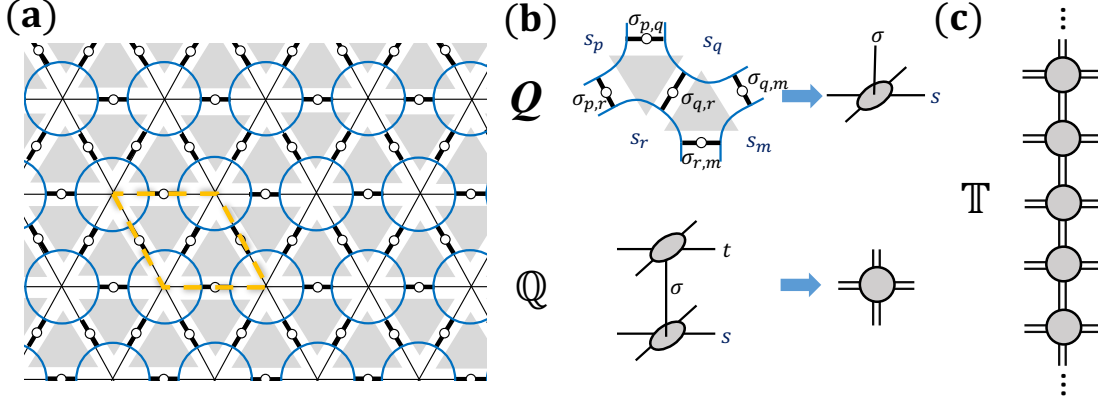 (a)
(b)
(c)
Q
s_p
σ_{p,q}
s_q
σ_{p,r}
σ_{q,r}
σ_{q,m}
s_r
s_m
σ_{r,m}
σ
s
ℚ
t
σ
s
𝕋
⋮
⋮